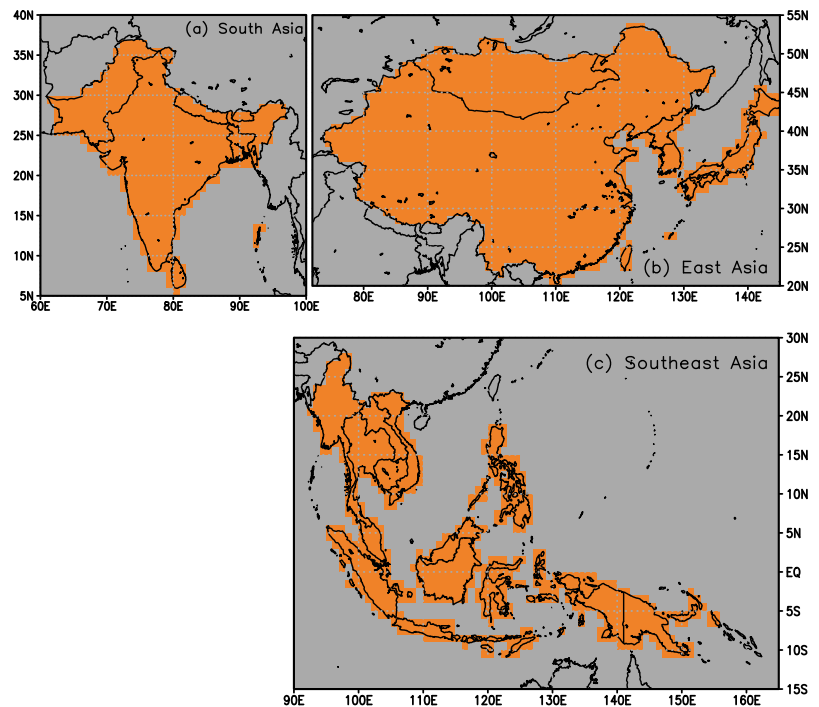 40N
35N
30N
25N
20N
15N
10N
5N
60E 70E 80E 90E 100E
(a) South Asia
55N
50N
45N
40N
35N
30N
25N
20N
80E 90E 100E 110E 120E 130E 140E
(b) East Asia
30N
25N
20N
15N
10N
5N
EQ
5S
10S
15S
90E 100E 110E 120E 130E 140E 150E 160E
(c) Southeast Asia